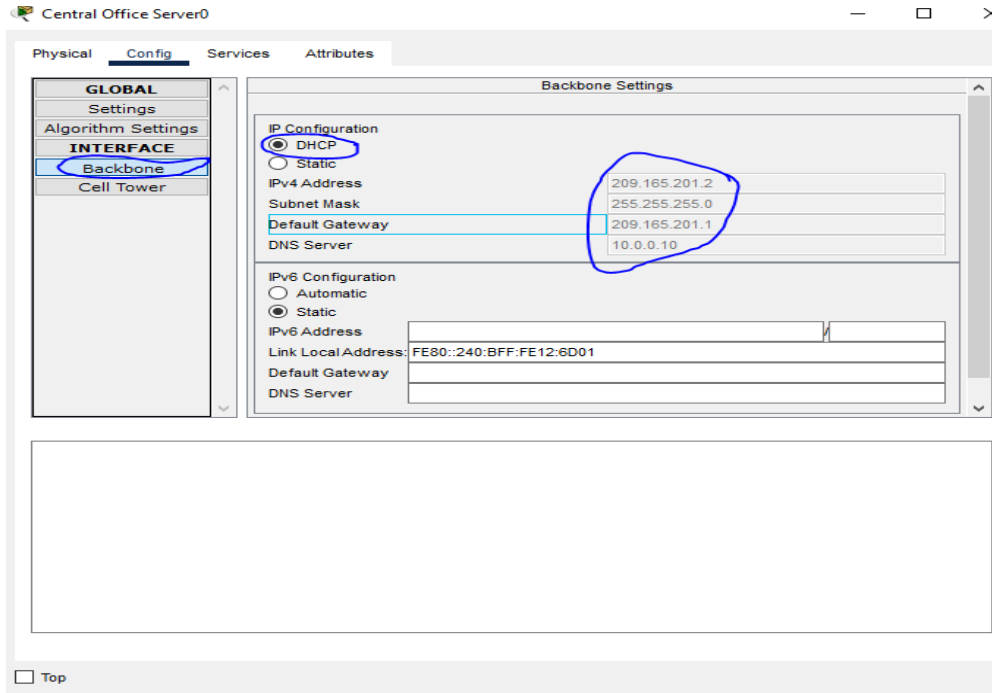 Central Office Server0
Physical Config Services Attributes
GLOBAL
Settings
Algorithm Settings
INTERFACE
Backbone
Cell Tower
Backbone Settings
IP Configuration
DHCP
Static
IPv4 Address 209.165.201.2
Subnet Mask 255.255.255.0
Default Gateway 209.165.201.1
DNS Server 10.0.0.10
IPv6 Configuration
Automatic
Static
IPv6 Address /
Link Local Address: FE80::240:BFF:FE12:6D01
Default Gateway
DNS Server
Top